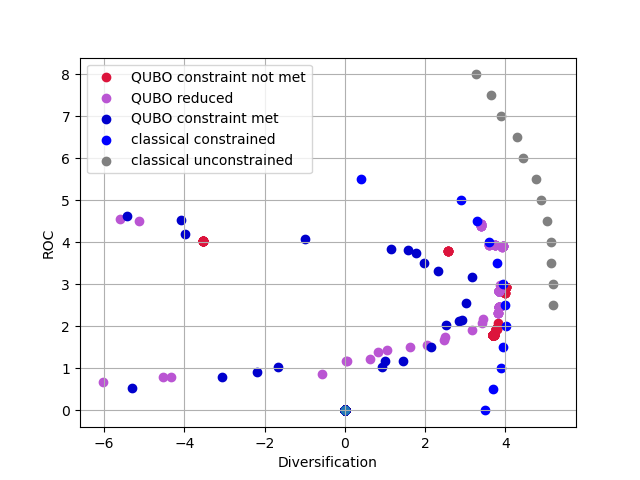 8
7
6
5
4
3
2
1
0
ROC
QUBO constraint not met
QUBO reduced
QUBO constraint met
classical constrained
classical unconstrained
−6 −4 −2 0 2 4
Diversification